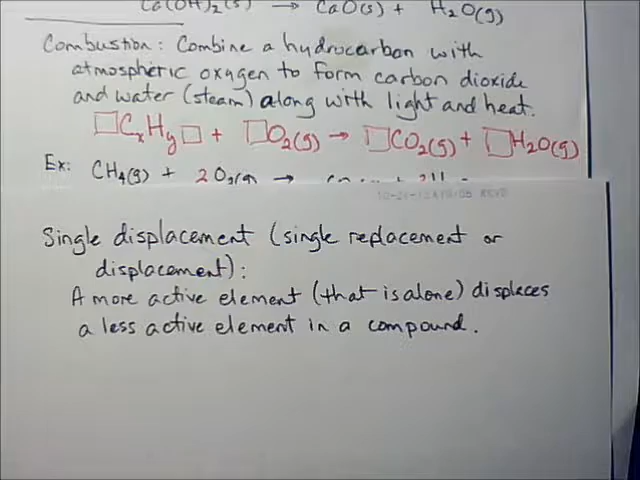 Ca(OH)₂(s) → CaO(s) + H₂O(g)
Combustion: Combine a hydrocarbon with
atmospheric oxygen to form carbon dioxide
and water (steam) along with light and heat.
□CxHy□ + □O₂(g) → □CO₂(g) + □H₂O(g)
Ex: CH₄(g) + 2O₂(g) →
Single displacement (single replacement or
displacement):
A more active element (that is alone) displaces
a less active element in a compound.